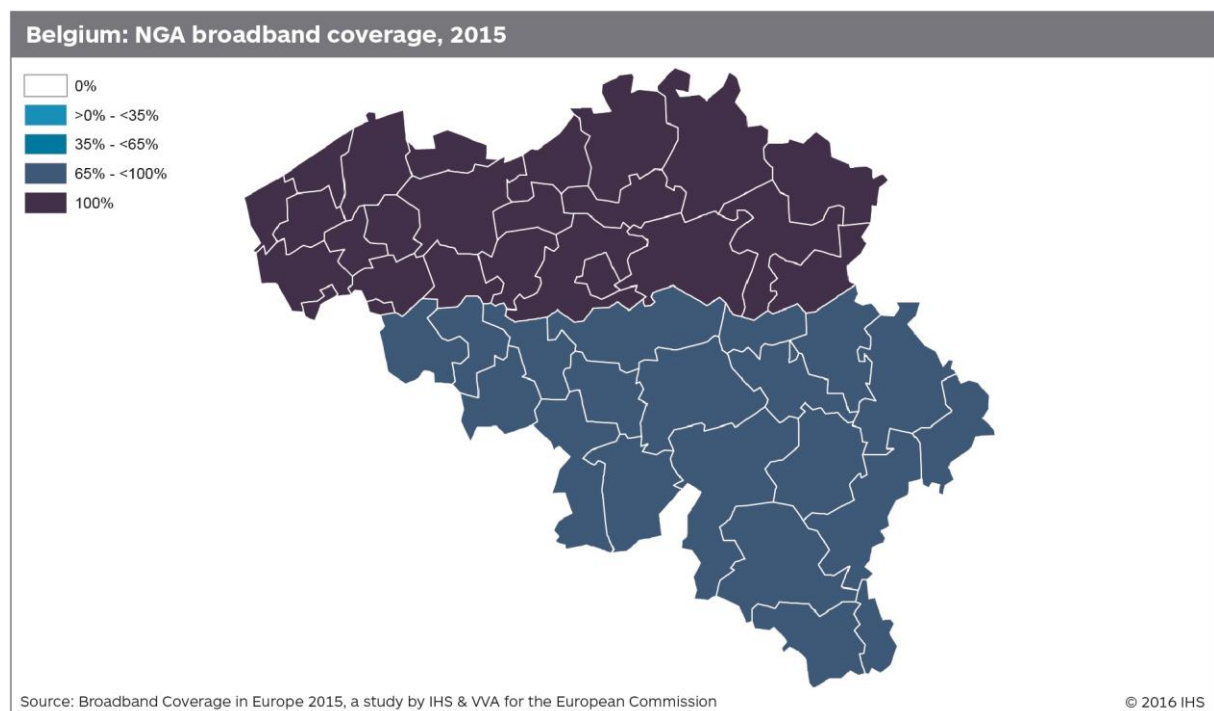 Belgium: NGA broadband coverage, 2015
0%
>0% - <35%
35% - <65%
65% - <100%
100%
Source: Broadband Coverage in Europe 2015, a study by IHS & VVA for the European Commission
© 2016 IHS